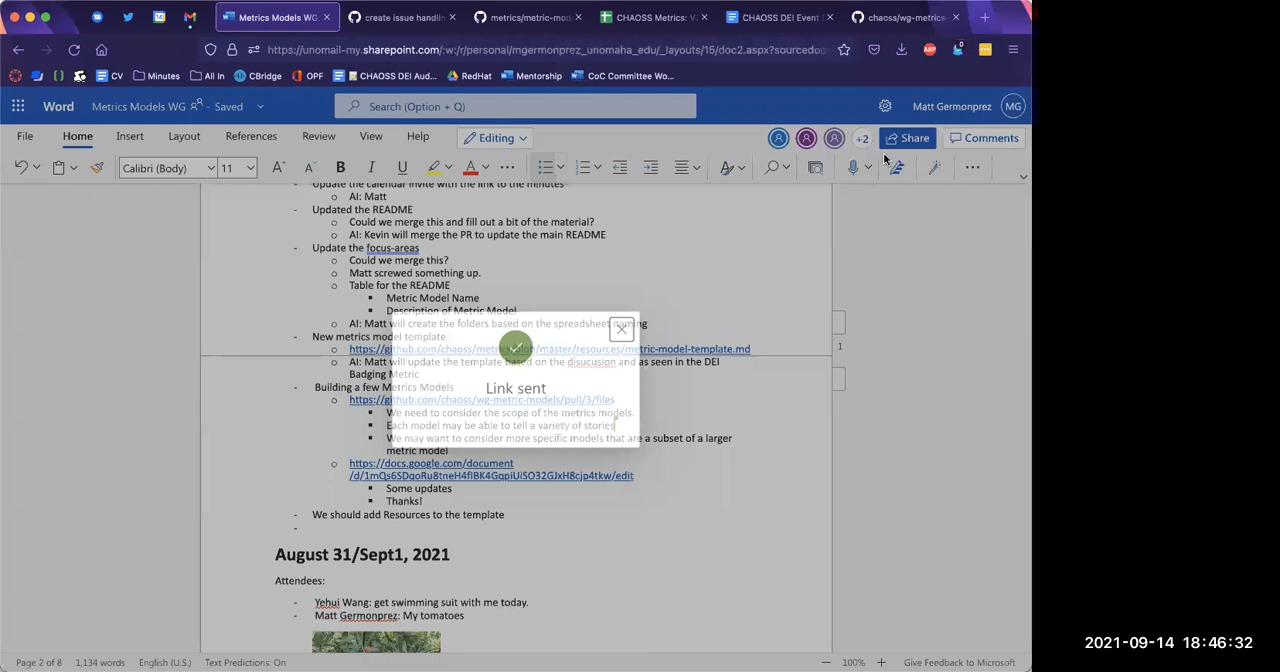 Metrics Models WG.
create issue handlin
metrics/metric-mod
CHAOSS Metrics: V
CHAOSS DEI Event
chaoss/wg-metrics-
https://unomail-my.sharepoint.com/:w:/r/personal/mgermonprez_unomaha_edu/_layouts/15/doc2.aspx?sourcedo
CV
Minutes
All In
CBridge
OPF
CHAOSS DEI Aud...
RedHat
Mentorship
CoC Committee Wo...
Word
Metrics Models WG - Saved
Search (Option + Q)
Matt Germonprez
MG
File
Home
Insert
Layout
References
Review
View
Help
Editing
+2
Share
Comments
Calibri (Body)
11
Update the calendar invite with the link to the minutes
o AI: Matt
- Updated the README
o Could we merge this and fill out a bit of the material?
o AI: Kevin will merge the PR to update the main README
- Update the focus-areas
o Could we merge this?
o Matt screwed something up.
o Table for the README
▪ Metric Model Name
▪ Description of Metric Model
o AI: Matt will create the folders based on the spreadsheet naming
- New metrics model template
o https://github.com/chaoss/metrics/blob/master/resources/metric-model-template.md
1
o AI: Matt will update the template based on the disucusion and as seen in the DEI
Badging Metric
- Building a few Metrics Models
Link sent
o https://github.com/chaoss/wg-metric-models/pull/3/files
▪ We need to consider the scope of the metrics models.
▪ Each model may be able to tell a variety of stories
▪ We may want to consider more specific models that are a subset of a larger
metric model
o https://docs.google.com/document
▪ Some updates
▪ Thanks!
- We should add Resources to the template
-
August 31/Sept1, 2021
Attendees:
- Yehui Wang: get swimming suit with me today.
- Matt Germonprez: My tomatoes
Page 2 of 8
1,134 words
English (U.S.)
Text Predictions: On
100%
Give Feedback to Microsoft
2021-09-14 18:46:32